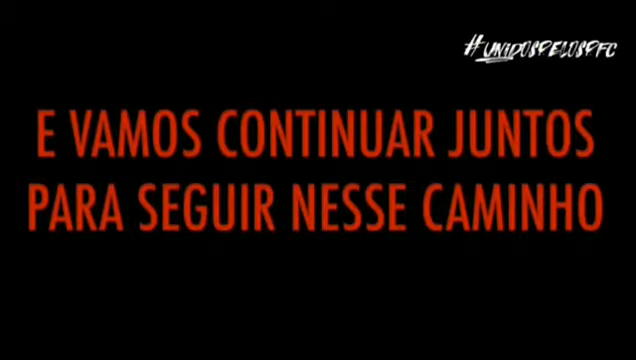 #UNIDOSPELOSPFC
E VAMOS CONTINUAR JUNTOS
PARA SEGUIR NESSE CAMINHO